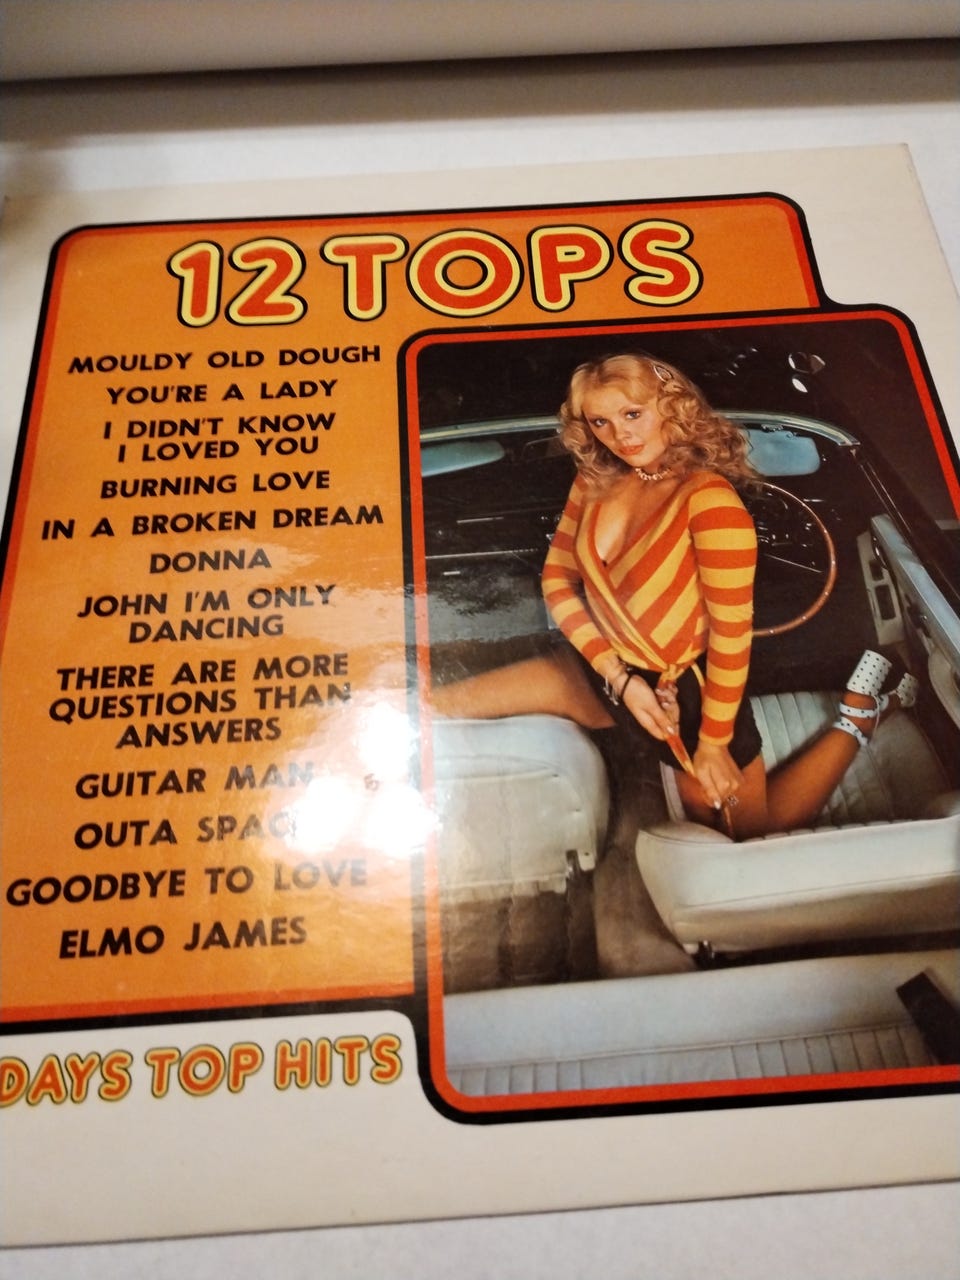 12 TOPS
MOULDY OLD DOUGH
YOU'RE A LADY
I DIDN'T KNOW
I LOVED YOU
BURNING LOVE
IN A BROKEN DREAM
DONNA
JOHN I'M ONLY
DANCING
THERE ARE MORE
QUESTIONS THAN
ANSWERS
GUITAR MAN
OUTA
GOODBYE TO LOVE
ELMO JAMES
DAYS TOP HITS